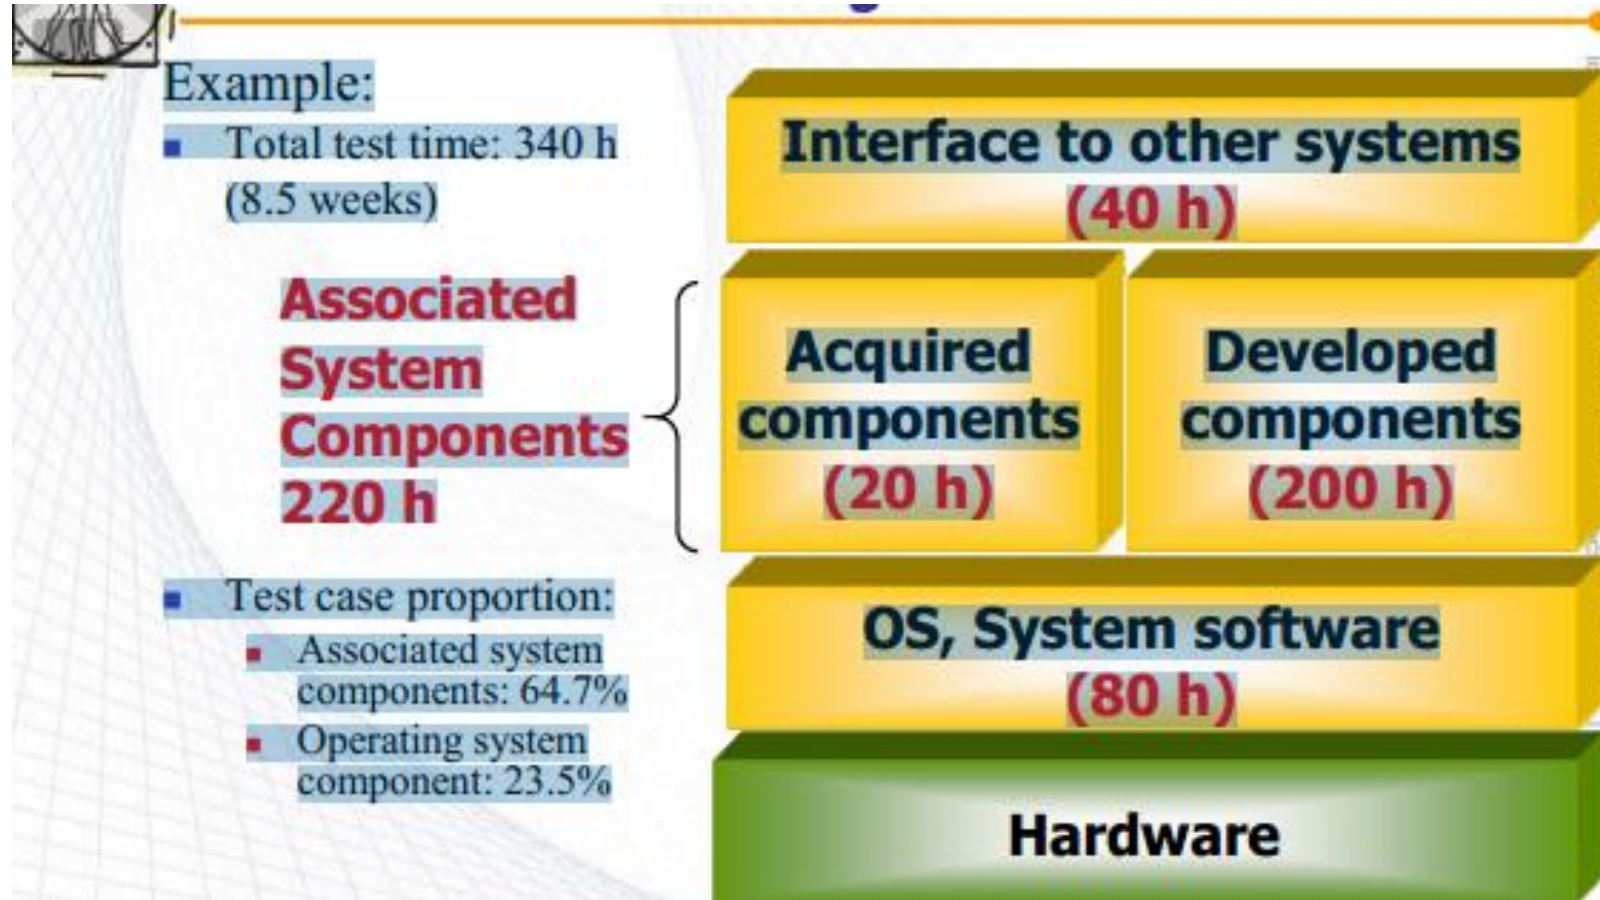 Example:
Total test time: 340 h
(8.5 weeks)
Associated
System
Components
220 h
Test case proportion:
Associated system
components: 64.7%
Operating system
component: 23.5%
Interface to other systems
(40 h)
Acquired
components
(20 h)
Developed
components
(200 h)
OS, System software
(80 h)
Hardware